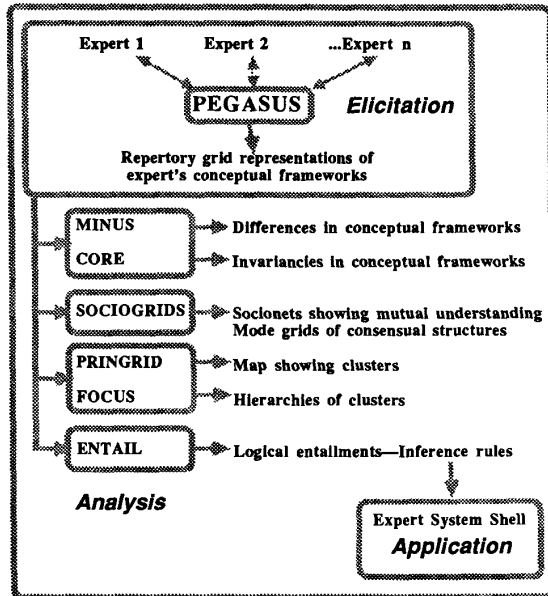 Expert 1 Expert 2 ...Expert n
PEGASUS
Elicitation
Repertory grid representations of
expert's conceptual frameworks
MINUS
Differences in conceptual frameworks
CORE
Invariancies in conceptual frameworks
SOCIOGRIDS
Socionets showing mutual understanding
Mode grids of consensual structures
PRINGRID
Map showing clusters
FOCUS
Hierarchies of clusters
ENTAIL
Logical entailments—Inference rules
Analysis
Expert System Shell
Application